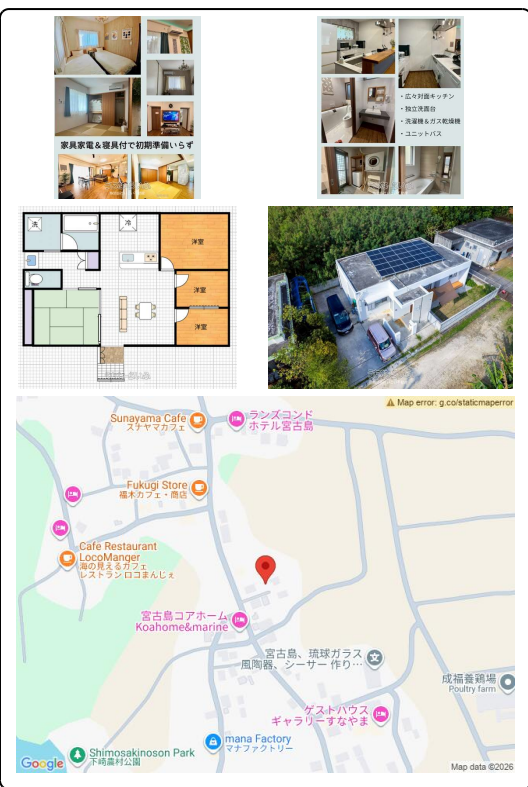 家具家電＆寝具付で初期準備いらず
・広々対面キッチン
・独立洗面台
・洗濯機＆ガス乾燥機
・ユニットバス
洗
冷
洋室
洋室
洋室
Map error: g.co/staticmaperror
Sunayama Cafe
スナヤマカフェ
ランズコンド
ホテル宮古島
Fukugi Store
福木カフェ・商店
Cafe Restaurant
LocoManger
海の見えるカフェ
レストラン ロコまんじぇ
宮古島コアホーム
Koahome&marine
宮古島、琉球ガラス
風陶器、シーサー 作り…
成福養鶏場
Poultry farm
ゲストハウス
ギャラリーすなやま
mana Factory
マナファクトリー
Shimosakinoson Park
下崎農村公園
Google
Map data ©2026